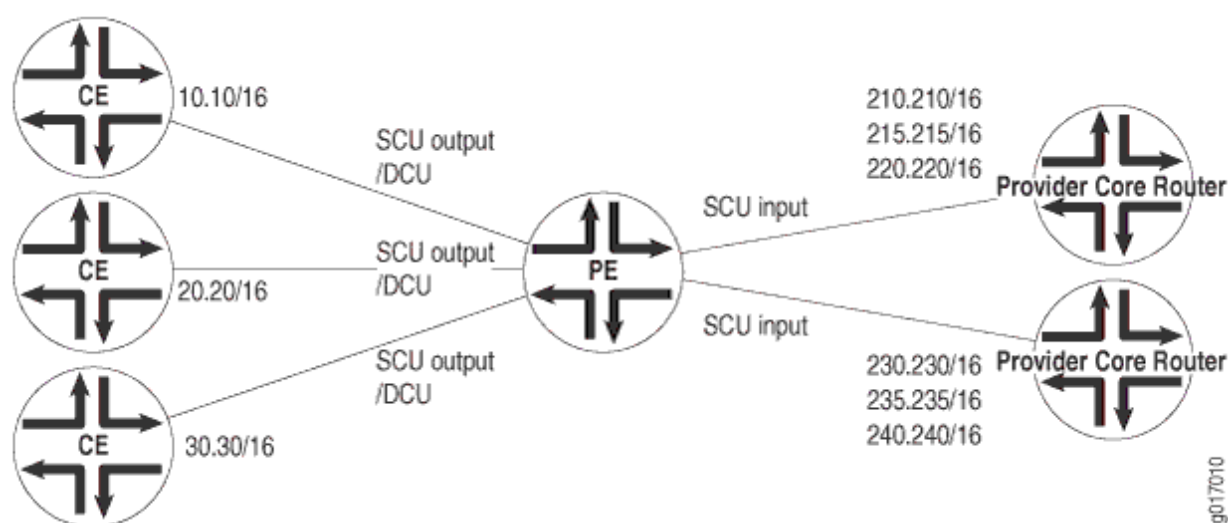 CE
10.10/16
SCU output
/DCU
CE
20.20/16
SCU output
/DCU
CE
30.30/16
SCU output
/DCU
PE
SCU input
SCU input
210.210/16
215.215/16
220.220/16
Provider Core Router
230.230/16
235.235/16
240.240/16
Provider Core Router
g017010